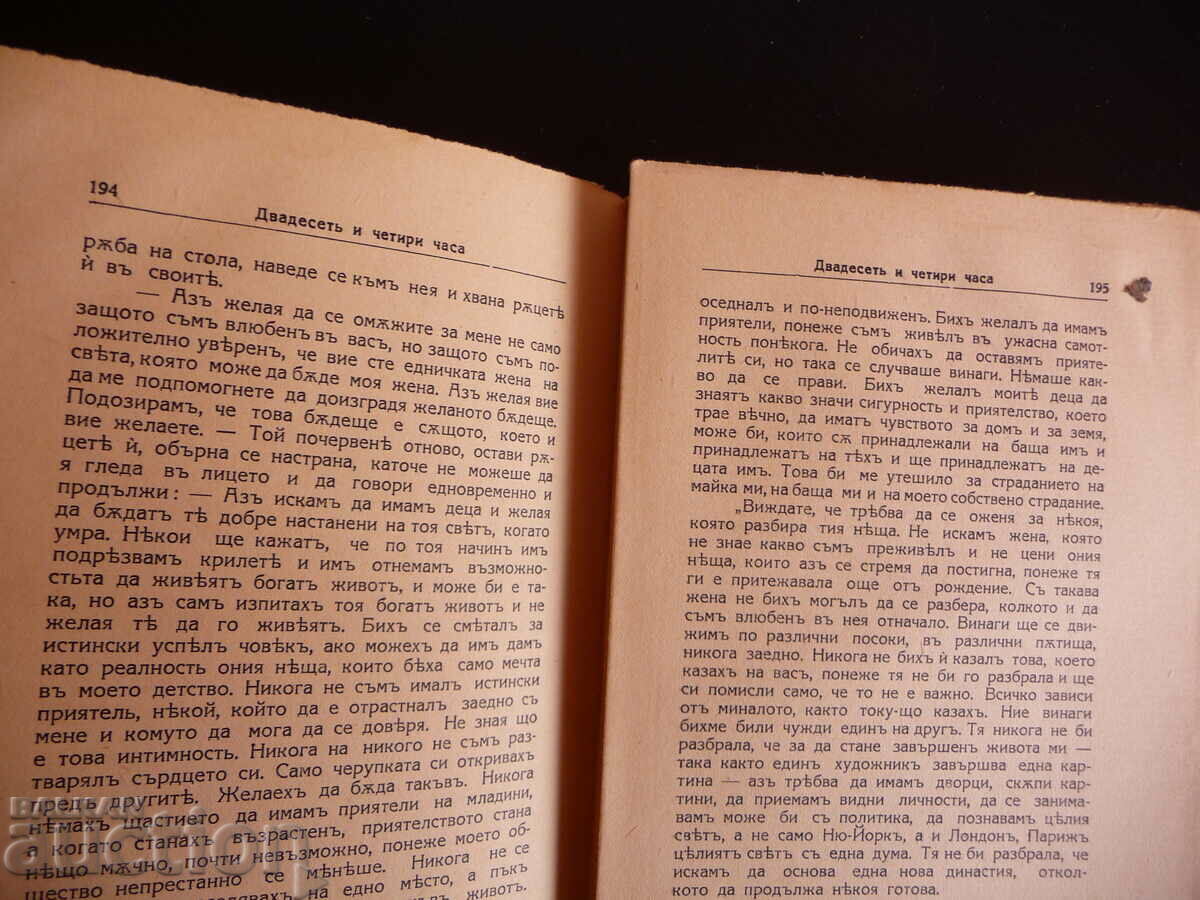 194
Двадесеть и четири часа
рѫба на стола, наведе се къмъ нея и хвана рѫцетѣ
ѝ въ своитѣ.
— Азъ желая да се омѫжите за мене не само
защото съмъ влюбенъ въ васъ, но защото съмъ по-
ложително увѣренъ, че вие сте едничката жена на
свѣта, която може да бѫде моя жена. Азъ желая вие
да ме подпомогнете да доизградя желаното бѫдеще.
Подозирамъ, че това бѫдеще е сѫщото, което и
вие желаете. — Той почервенѣ отново, остави рѫ-
цетѣ ѝ, обърна се настрана, каточе не можеше да
я гледа въ лицето и да говори едновременно и
продължи: — Азъ искамъ да имамъ деца и желая
да бѫдатъ тѣ добре настанени на тоя свѣтъ, когато
умра. Нѣкои ще кажатъ, че по тоя начинъ имъ
подрѣзвамъ крилетѣ и имъ отнемамъ възможно-
стьта да живѣятъ богатъ животъ, и може би е та-
ка, но азъ самъ изпитахъ тоя богатъ животъ и не
желая тѣ да го живѣятъ. Бихъ се смѣталъ за
истински успѣлъ човѣкъ, ако можехъ да имъ дамъ
като реалность ония нѣща, които бѣха само мечта
въ моето детство. Никога не съмъ ималъ истински
приятель, нѣкой, който да е отрасталъ заедно съ
мене и комуто да мога да се довѣря. Не зная що
е това интимность. Никога на никого не съмъ раз-
тварялъ сърдцето си. Само черупката си откривахъ
предъ другитѣ. Желаехъ да бѫда такъвъ. Никога
нѣмахъ щастието да имамъ приятели на младини,
а когато станахъ възрастенъ, приятелството стана
нѣщо мѫчно, почти невъзможно, понеже моето об-
щество непрестанно се мѣнѣше. Никога не се
на едно мѣсто, а пъкъ
животъ.
Двадесеть и четири часа
195
оседналъ и по-неподвиженъ. Бихъ желалъ да имамъ
приятели, понеже съмъ живѣлъ въ ужасна самот-
ность понѣкога. Не обичахъ да оставямъ прияте-
литѣ си, но така се случваше винаги. Нѣмаше как-
во да се прави. Бихъ желалъ моитѣ деца да
знаятъ какво значи сигурность и приятелство, което
трае вѣчно, да иматъ чувството за домъ и за земя,
може би, които сѫ принадлежали на баща имъ и
принадлежатъ на тѣхъ и ще принадлежатъ на де-
цата имъ. Това би ме утешило за страданието на
майка ми, на баща ми и на моето собствено страдание.
„Виждате, че трѣбва да се оженя за нѣкоя,
която разбира тия нѣща. Не искамъ жена, която
не знае какво съмъ преживѣлъ и не цени ония
нѣща, които азъ се стремя да постигна, понеже тя
ги е притежавала още отъ рождение. Съ такава
жена не бихъ могълъ да се разбера, колкото и да
съмъ влюбенъ въ нея отначало. Винаги ще се дви-
жимъ по различни посоки, въ различни пѫтища,
никога заедно. Никога не бихъ ѝ казалъ това, което
казахъ на васъ, понеже тя не би го разбрала и ще
си помисли само, че то не е важно. Всичко зависи
отъ миналото, както току-що казахъ. Ние винаги
бихме били чужди единъ на другъ. Тя никога не би
разбрала, че за да стане завършенъ живота ми —
така както единъ художникъ завършва една кар-
тина — азъ трѣбва да имамъ дворци, скѫпи кар-
тини, да приемамъ видни личности, да се занима-
вамъ може би съ политика, да познавамъ цѣлия
свѣтъ, а не само Ню-Йоркъ, а и Лондонъ, Парижъ
цѣлиятъ свѣтъ съ една дума. Тя не би разбрала, че
искамъ да основа една нова династия, откол-
кото да продължа нѣкоя готова.
BULGARIAN
auction